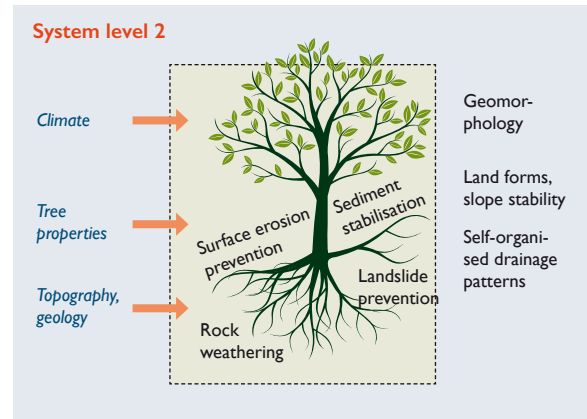 System level 2
Climate
Tree
properties
Topography,
geology
Surface erosion
prevention
Sediment
stabilisation
Landslide
prevention
Rock
weathering
Geomor-
phology
Land forms,
slope stability
Self-organi-
sed drainage
patterns